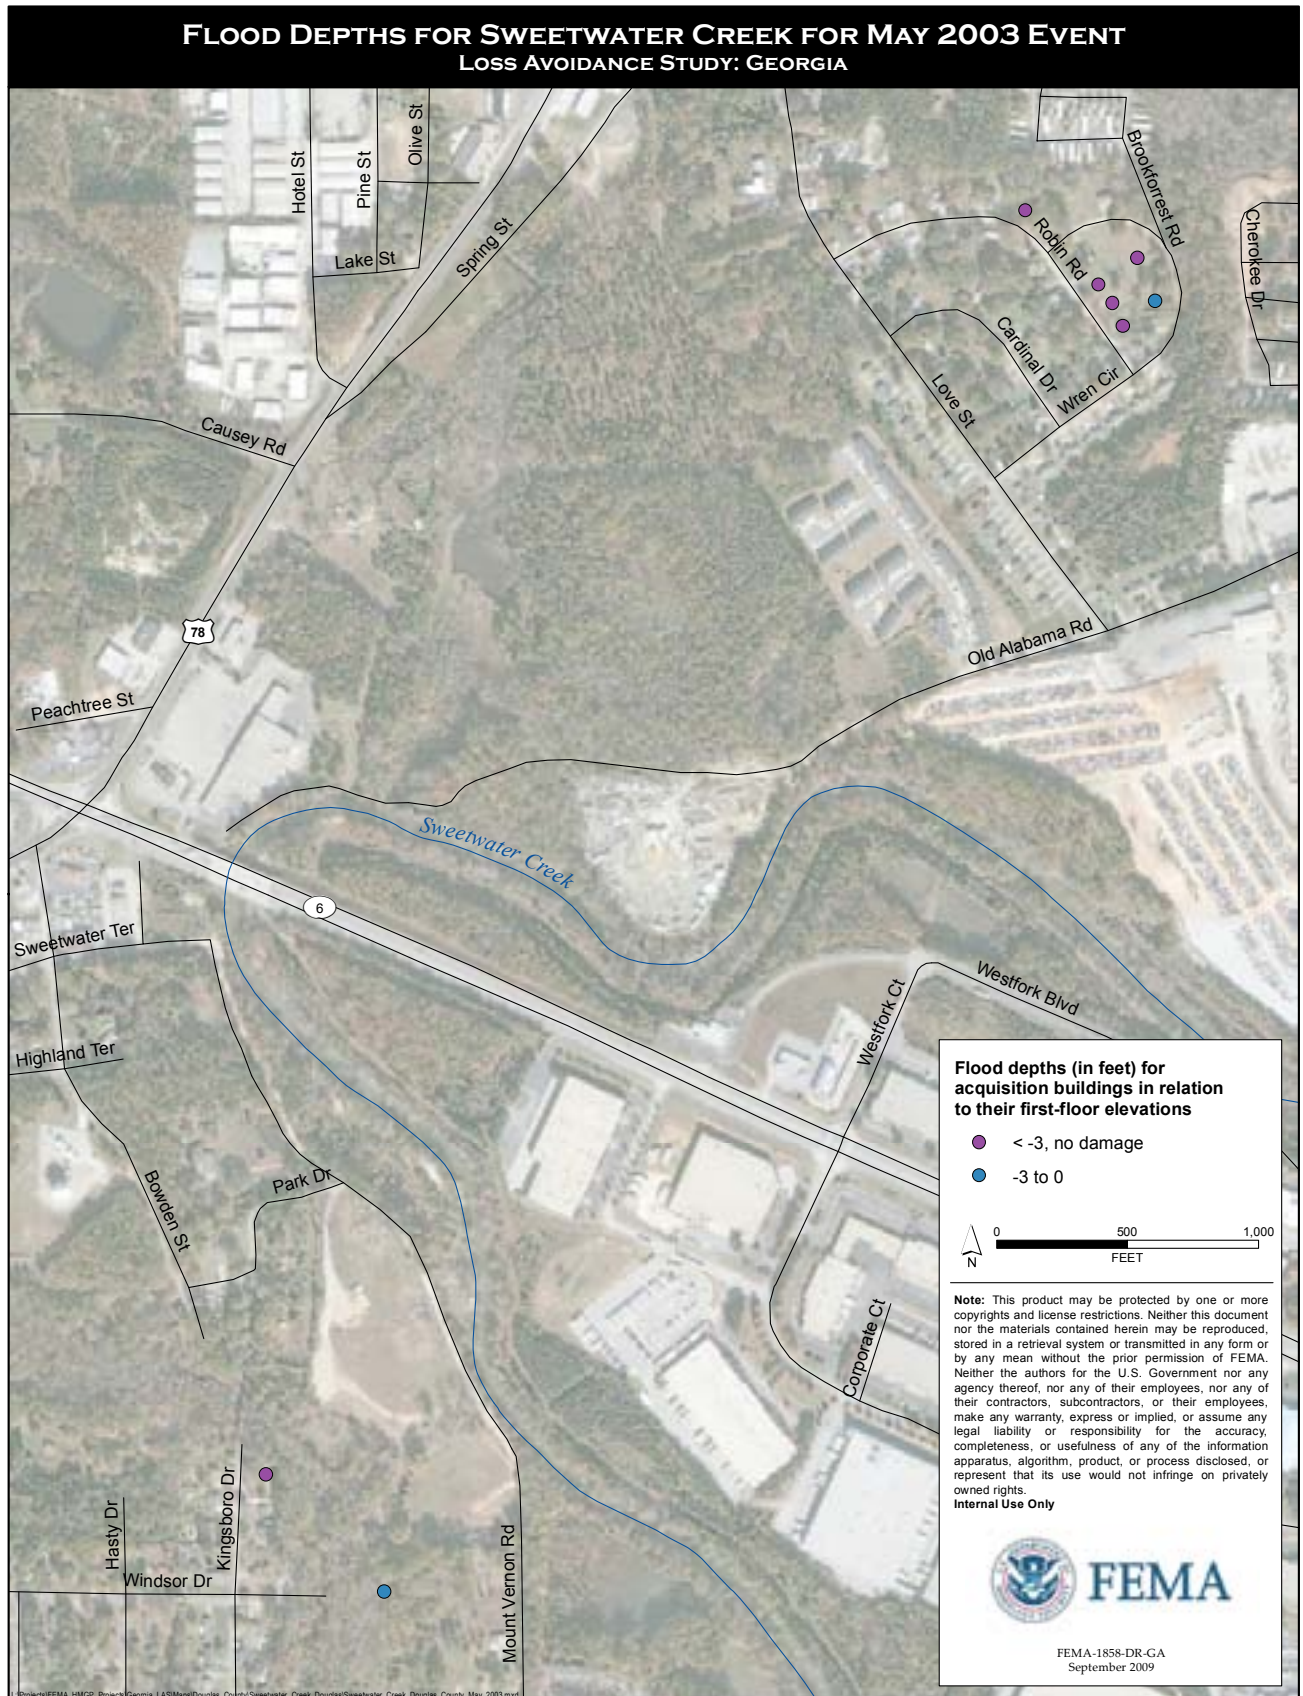 FLOOD DEPTHS FOR SWEETWATER CREEK FOR MAY 2003 EVENT
LOSS AVOIDANCE STUDY: GEORGIA
Hotel St
Pine St
Olive St
Lake St
Spring St
Brookforrest Rd
Robin Rd
Cherokee Dr
Cardinal Dr
Wren Cir
Love St
Causey Rd
78
Old Alabama Rd
Peachtree St
Sweetwater Creek
6
Sweetwater Ter
Westfork Ct
Westfork Blvd
Highland Ter
Park Dr
Bowden St
Corporate Ct
Kingsboro Dr
Hasty Dr
Windsor Dr
Mount Vernon Rd
Flood depths (in feet) for
acquisition buildings in relation
to their first-floor elevations
< -3, no damage
-3 to 0
0 500 1,000
FEET
N
Note: This product may be protected by one or more
copyrights and license restrictions. Neither this document
nor the materials contained herein may be reproduced,
stored in a retrieval system or transmitted in any form or
by any mean without the prior permission of FEMA.
Neither the authors for the U.S. Government nor any
agency thereof, nor any of their employees, nor any of
their contractors, subcontractors, or their employees,
make any warranty, express or implied, or assume any
legal liability or responsibility for the accuracy,
completeness, or usefulness of any of the information
apparatus, algorithm, product, or process disclosed, or
represent that its use would not infringe on privately
owned rights.
Internal Use Only
FEMA
FEMA-1858-DR-GA
September 2009